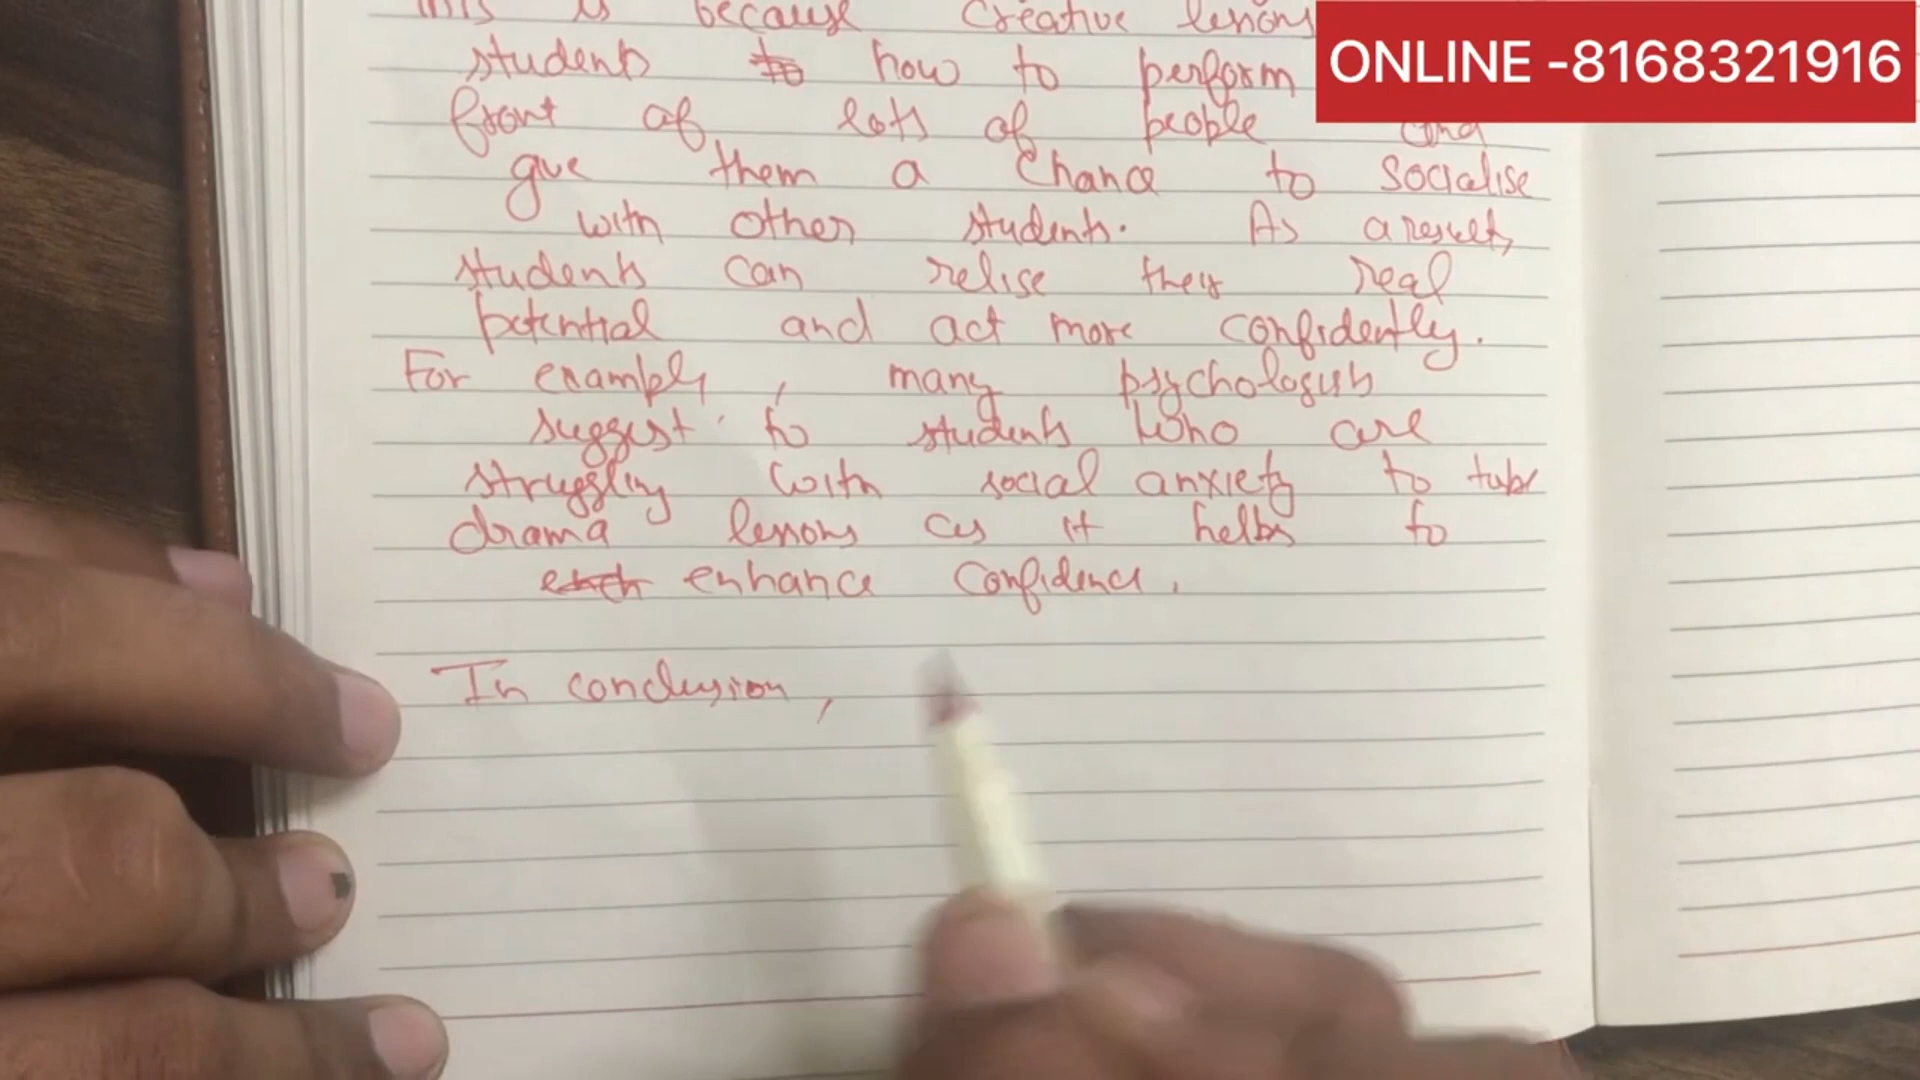 This is because creative lessons
ONLINE -8168321916
students to how to perform
front of lots of people and
give them a chance to socialise
with other students. As a result,
students can relise their real
potential and act more confidently.
For example, many psychologists
suggest to students who are
struggling with social anxiety to take
drama lessons as it helps to
enhance confidence.
In conclusion,